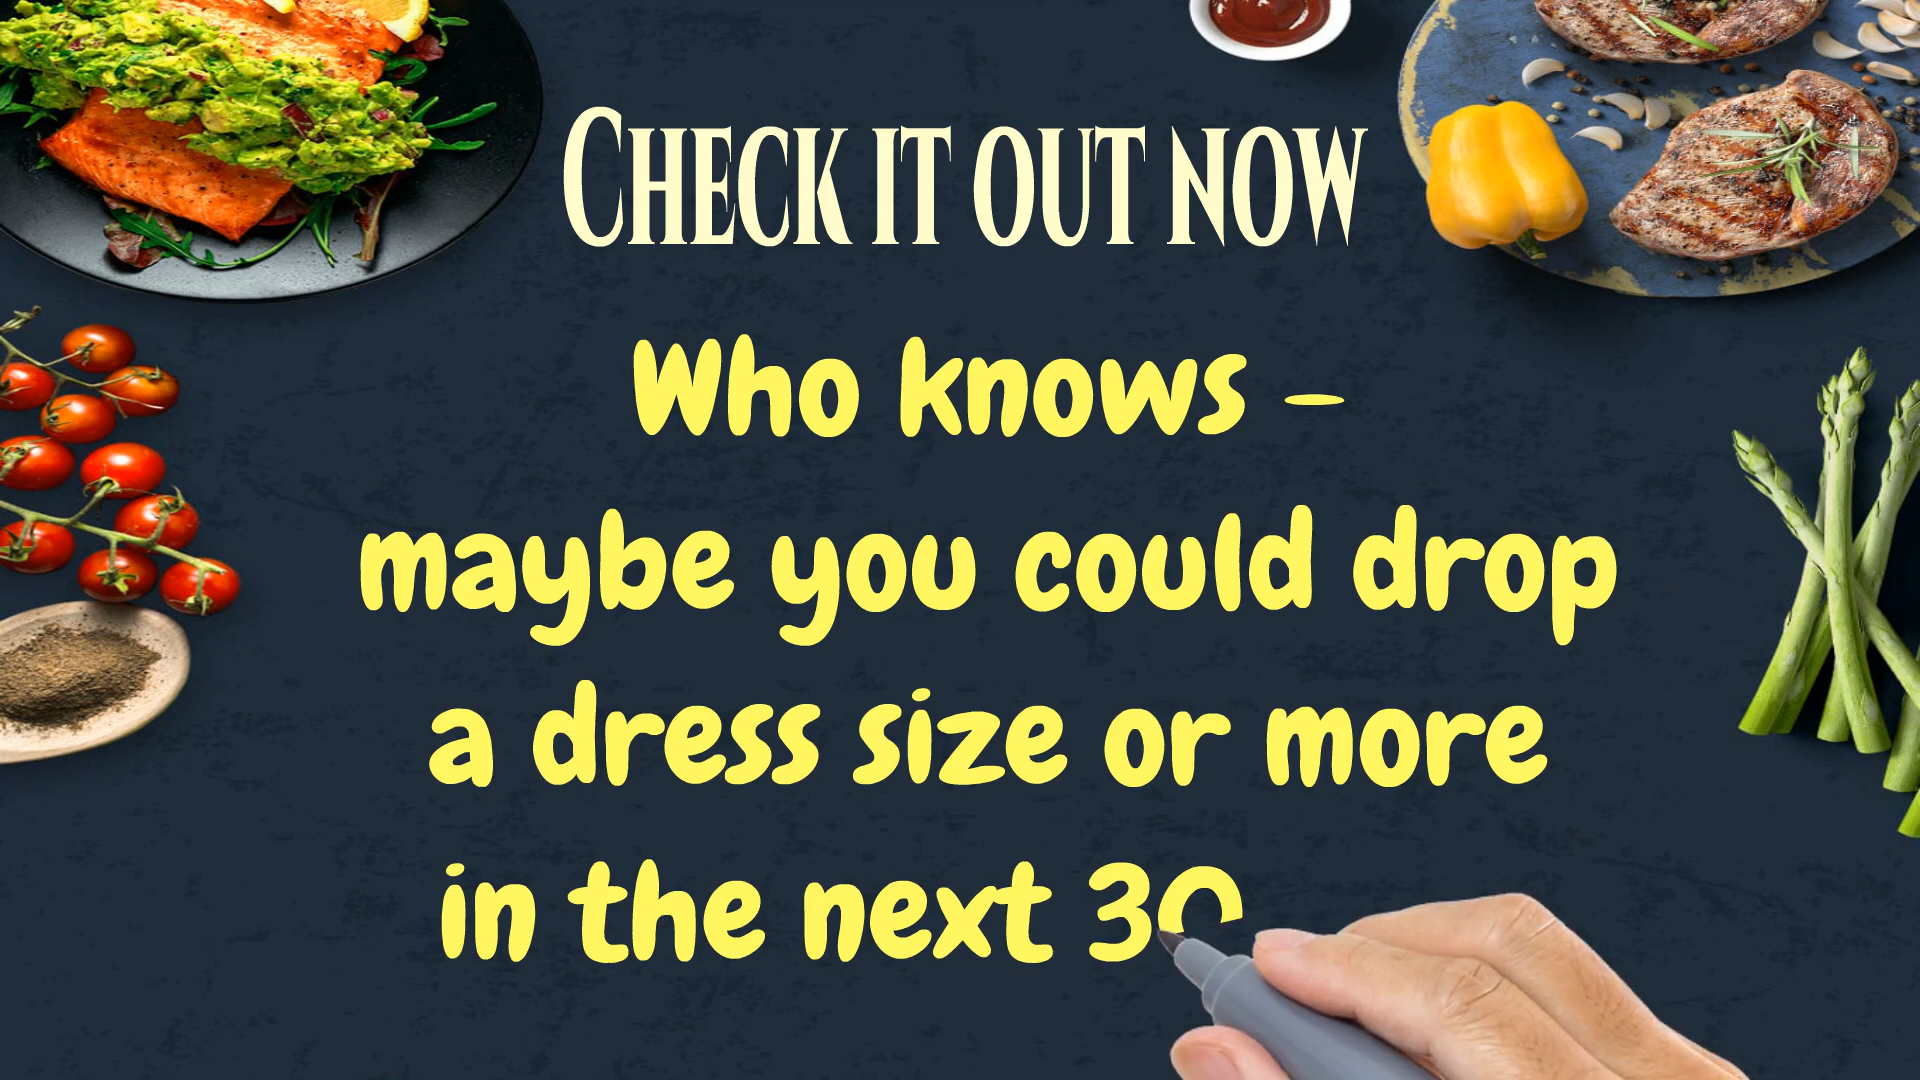 Check it out now
Who knows –
maybe you could drop
a dress size or more
in the next 30